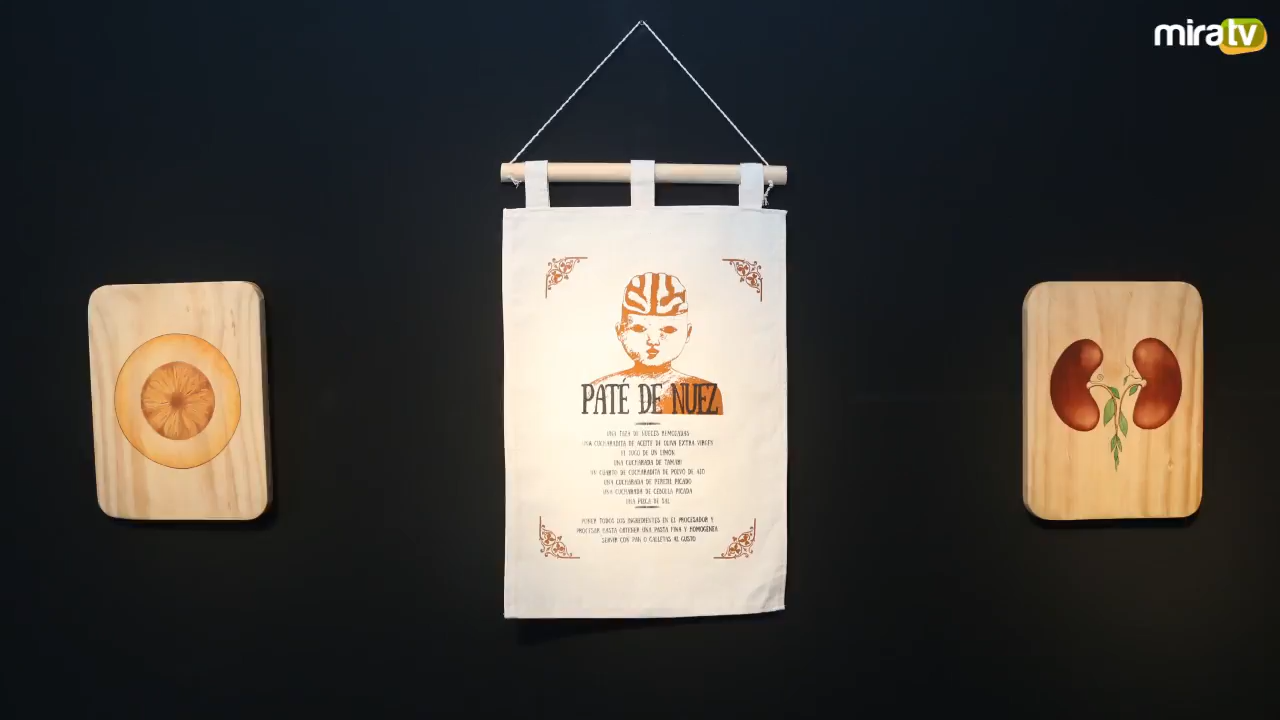 miratv
PATÉ DE NUEZ
UNA TAZA DE NUECES REMOJADAS
UNA CUCHARADITA DE ACEITE DE OLIVA EXTRA VIRGEN
EL JUGO DE UN LIMÓN
UNA CUCHARADA DE TAMARI
UN CUARTO DE CUCHARADITA DE POLVO DE AJO
UNA CUCHARADA DE PEREJIL PICADO
UNA CUCHARADA DE CEBOLLA PICADA
UNA PIZCA DE SAL
PONER TODOS LOS INGREDIENTES EN EL PROCESADOR Y
PROCESAR HASTA OBTENER UNA PASTA FINA Y HOMOGÉNEA
SERVIR CON PAN O GALLETAS AL GUSTO